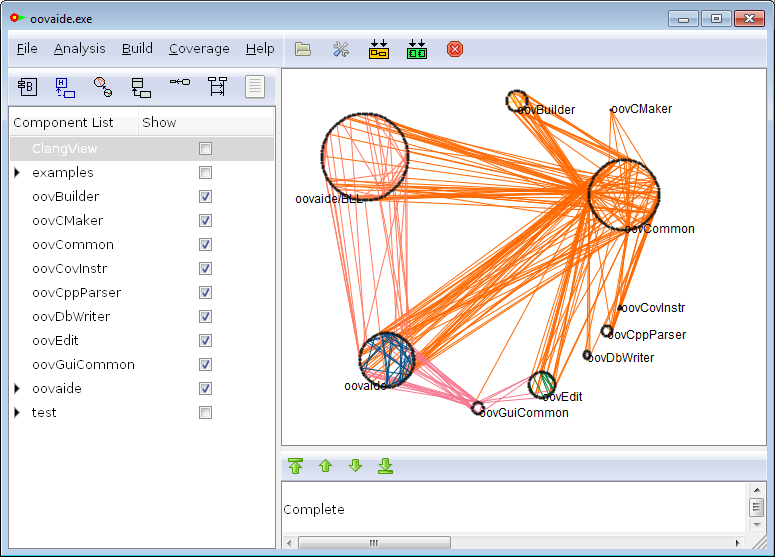 oovaide.exe
File Analysis Build Coverage Help
Component List Show
ClangView
examples
oovBuilder
oovCMaker
oovCommon
oovCovInstr
oovCppParser
oovDbWriter
oovEdit
oovGuiCommon
oovaide
test
oovBuilder
oovCMaker
oovaide/BLL
oovCommon
oovCovInstr
oovCppParser
oovDbWriter
oovaide
oovEdit
oovGuiCommon
Complete